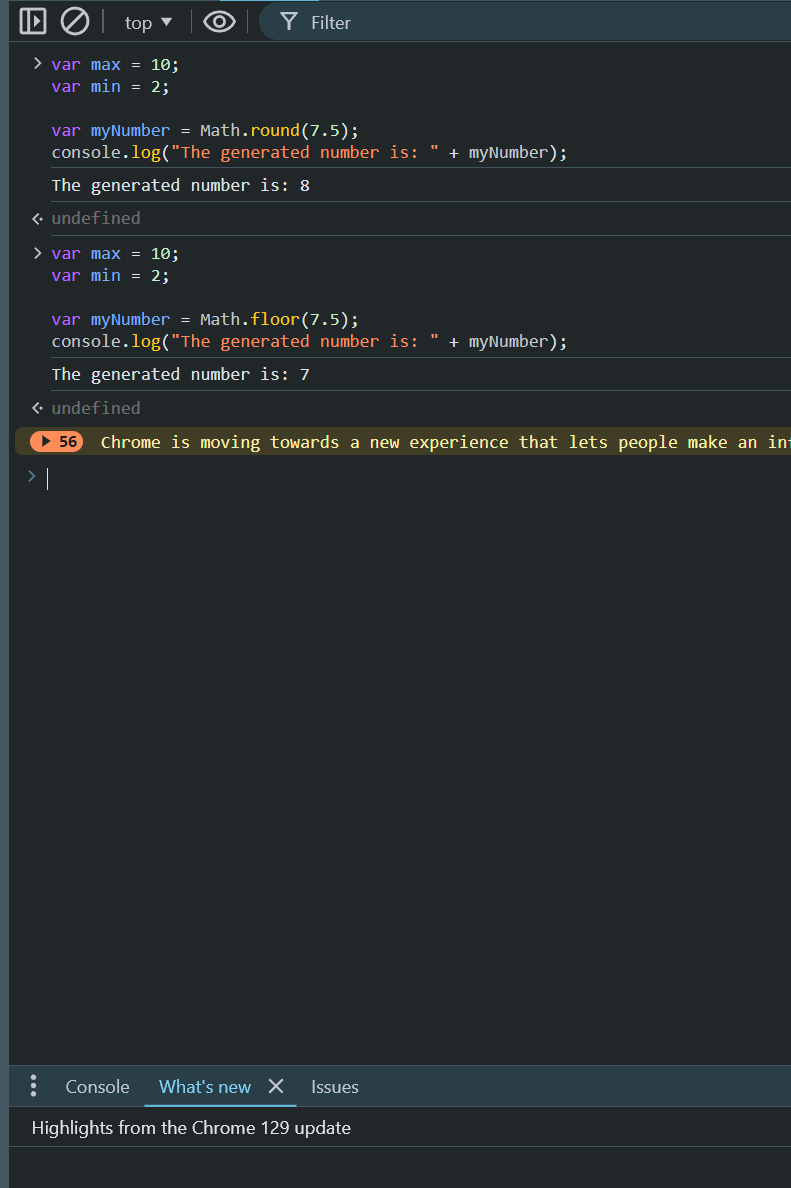 top
Filter
var max = 10;
var min = 2;
var myNumber = Math.round(7.5);
console.log("The generated number is: " + myNumber);
The generated number is: 8
undefined
var max = 10;
var min = 2;
var myNumber = Math.floor(7.5);
console.log("The generated number is: " + myNumber);
The generated number is: 7
undefined
56 Chrome is moving towards a new experience that lets people make an
Console What's new Issues
Highlights from the Chrome 129 update